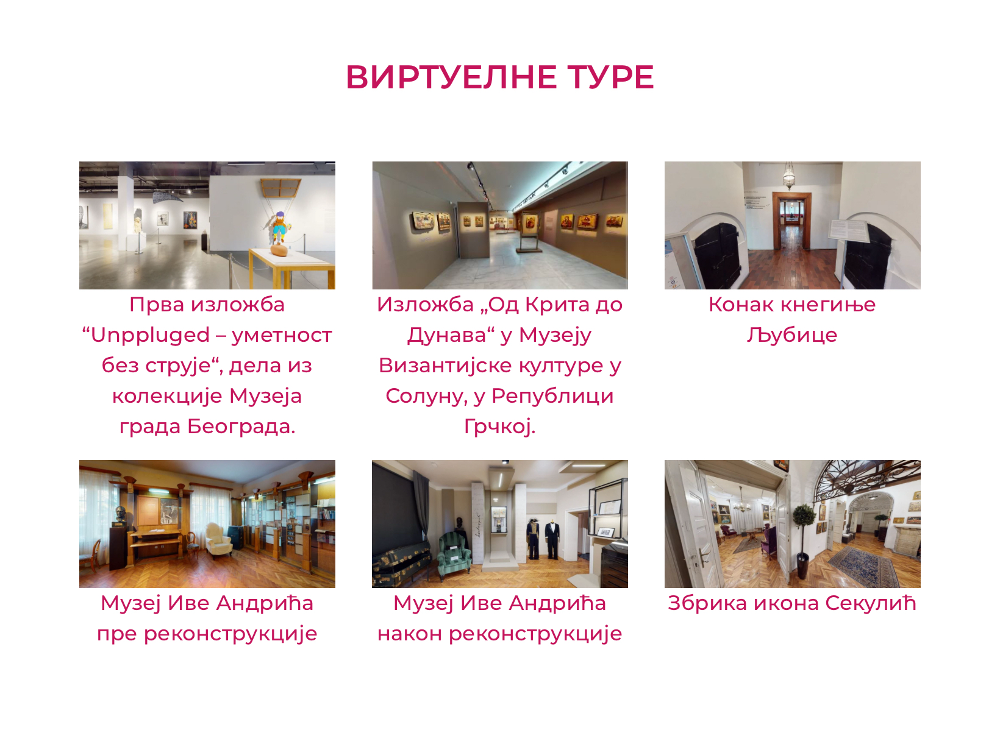 ВИРТУЕЛНЕ ТУРЕ
Прва изложба
“Unppluged – уметност
без струје“, дела из
колекције Музеја
града Београда.
Изложба „Од Крита до
Дунава“ у Музеју
Византијске културе у
Солуну, у Републици
Грчкој.
Конак кнегиње
Љубице
Музеј Иве Андрића
пре реконструкције
Музеј Иве Андрића
након реконструкције
Збрика икона Секулић